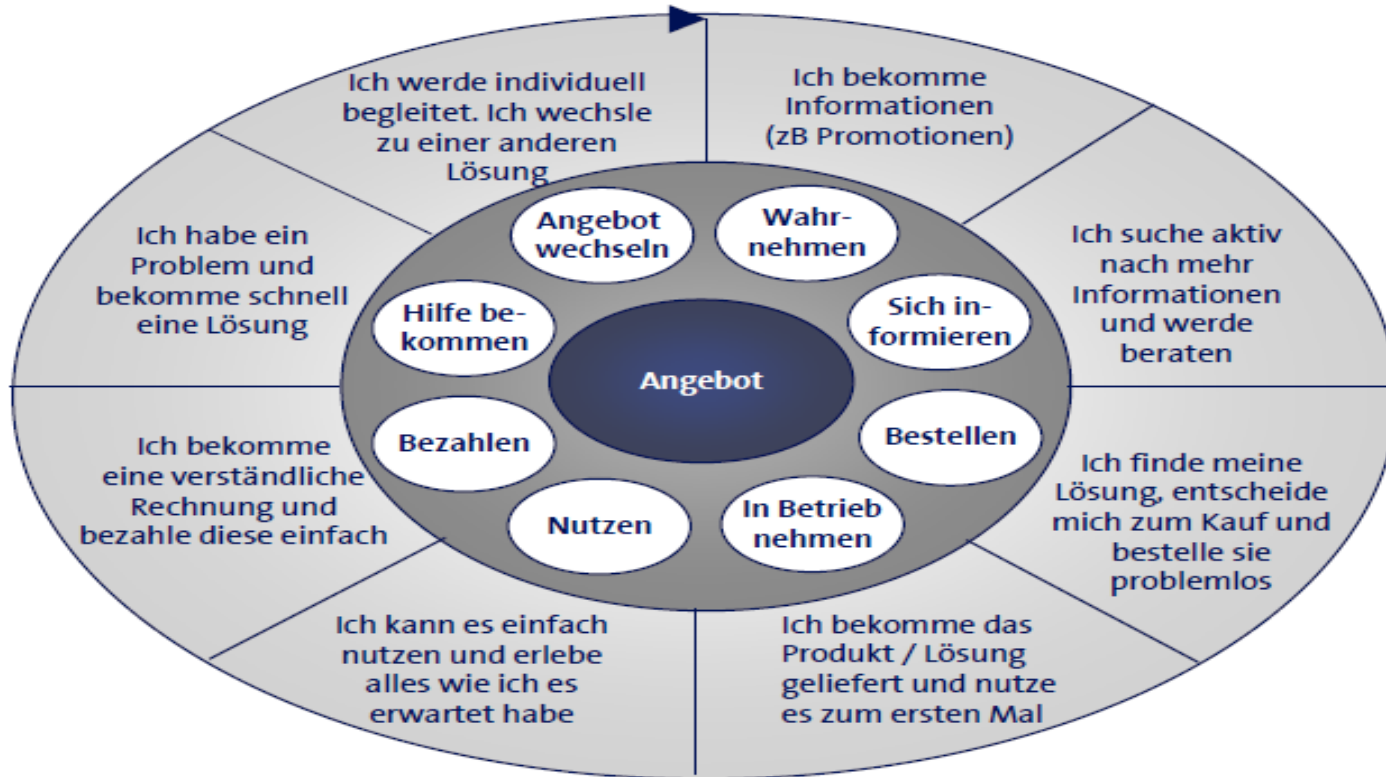 Ich werde individuell
begleitet. Ich wechsle
zu einer anderen
Lösung
Ich bekomme
Informationen
(zB Promotionen)
Ich suche aktiv
nach mehr
Informationen
und werde
beraten
Ich finde meine
Lösung, entscheide
mich zum Kauf und
bestelle sie
problemlos
Ich bekomme das
Produkt / Lösung
geliefert und nutze
es zum ersten Mal
Ich kann es einfach
nutzen und erlebe
alles wie ich es
erwartet habe
Ich bekomme
eine verständliche
Rechnung und
bezahle diese einfach
Ich habe ein
Problem und
bekomme schnell
eine Lösung
Angebot
wechseln
Wahr-
nehmen
Sich in-
formieren
Bestellen
In Betrieb
nehmen
Nutzen
Bezahlen
Hilfe be-
kommen
Angebot